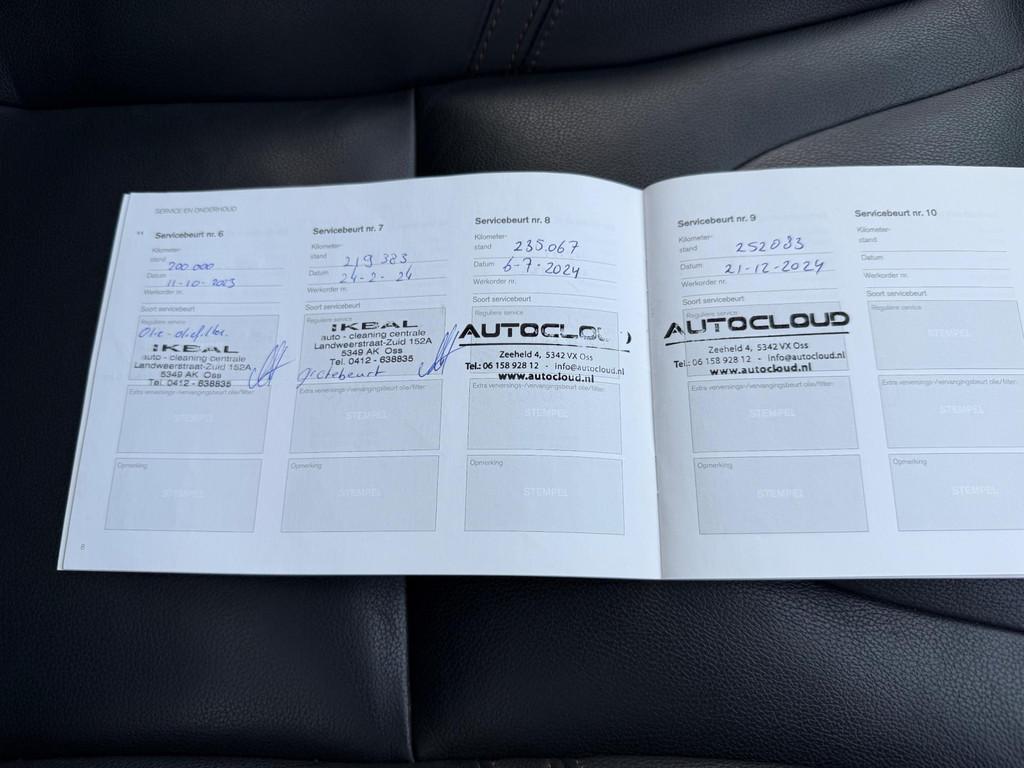 SERVICE EN ONDERHOUD
Servicebeurt nr. 6
Kilometer-
stand 200.000
Datum 11-10-2023
Werkorder nr.
Soort servicebeurt
Reguliere service
IKEAL
auto - cleaning centrale
Landweerstraat-Zuid 152A
5349 AK Oss
Tel. 0412 - 638835
Extra verversings-/vervangingsbeurt olie/filter:
STEMPEL
Opmerking
STEMPEL
8
Servicebeurt nr. 7
Kilometer-
stand 219383
Datum 24-2-24
Werkorder nr.
Soort servicebeurt
Reguliere service
IKEAL
auto - cleaning centrale
Landweerstraat-Zuid 152A
5349 AK Oss
Tel. 0412 - 638835
Extra verversings-/vervangingsbeurt olie/filter:
STEMPEL
Opmerking
STEMPEL
Servicebeurt nr. 8
Kilometer-
stand 235.067
Datum 6-7-2024
Werkorder nr.
Soort servicebeurt
Reguliere service
AUTOCLOUD
Zeeheld 4, 5342 VX Oss
Tel.: 06 158 928 12 - info@autocloud.nl
www.autocloud.nl
Extra verversings-/vervangingsbeurt olie/filter:
STEMPEL
Opmerking
STEMPEL
Servicebeurt nr. 9
Kilometer-
stand 252083
Datum 21-12-2024
Werkorder nr.
Soort servicebeurt
Reguliere service
AUTOCLOUD
Zeeheld 4, 5342 VX Oss
Tel.: 06 158 928 12 - info@autocloud.nl
www.autocloud.nl
Extra verversings-/vervangingsbeurt olie/filter:
STEMPEL
Opmerking
STEMPEL
Servicebeurt nr. 10
Kilometer-
stand
Datum
Werkorder nr.
Soort servicebeurt
Reguliere service
STEMPEL
Extra verversings-/vervangingsbeurt olie/filter:
STEMPEL
Opmerking
STEMPEL